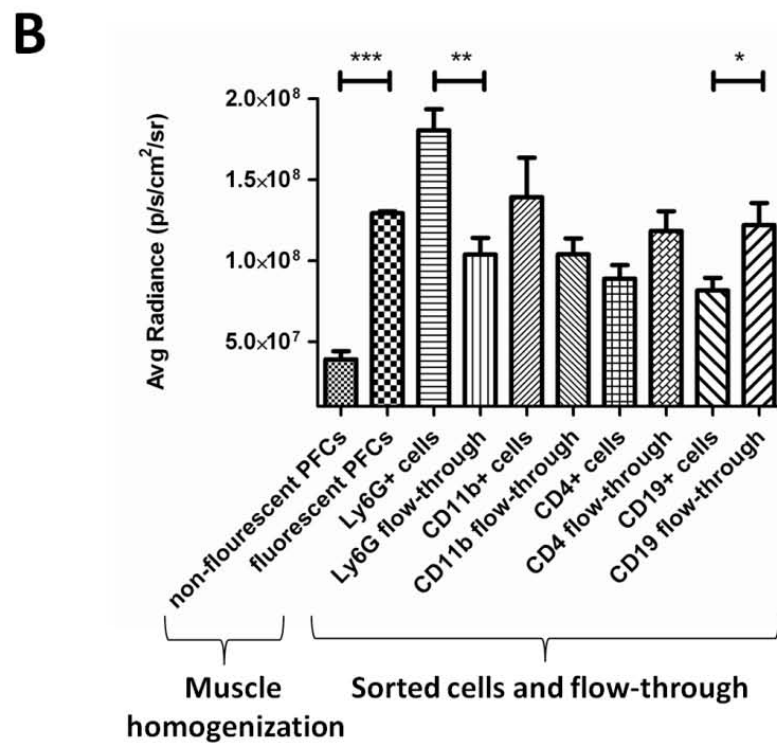 B
*** ** *
Avg Radiance (p/s/cm²/sr)
2.0×10⁸
1.5×10⁸
1.0×10⁸
5.0×10⁷
non-flourescent PFCs
fluorescent PFCs
Ly6G+ cells
Ly6G flow-through
CD11b+ cells
CD11b flow-through
CD4+ cells
CD4 flow-through
CD19+ cells
CD19 flow-through
Muscle
homogenization
Sorted cells and flow-through